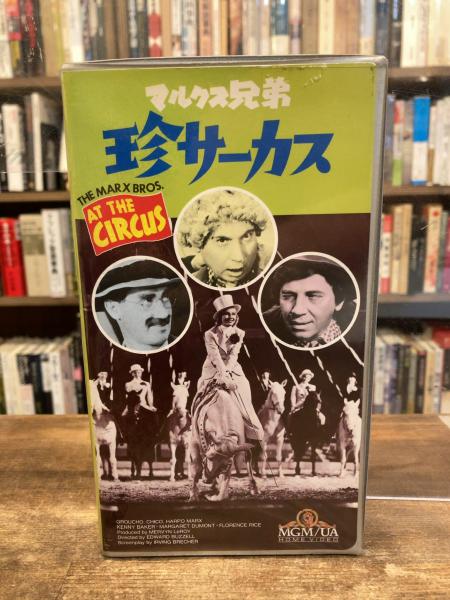 マルクス兄弟
珍サーカス
THE MARX BROS.
AT THE
CIRCUS
GROUCHO, CHICO, HARPO MARX
KENNY BAKER · MARGARET DUMONT · FLORENCE RICE
Produced by MERVYN LeROY
Directed by EDWARD BUZZELL
Screenplay by IRVING BRECHER
MGM/UA
HOME VIDEO